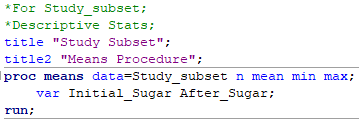 *For Study_subset;
*Descriptive Stats;
title "Study Subset";
title2 "Means Procedure";
proc means data=Study_subset n mean min max;
var Initial_Sugar After_Sugar;
run;